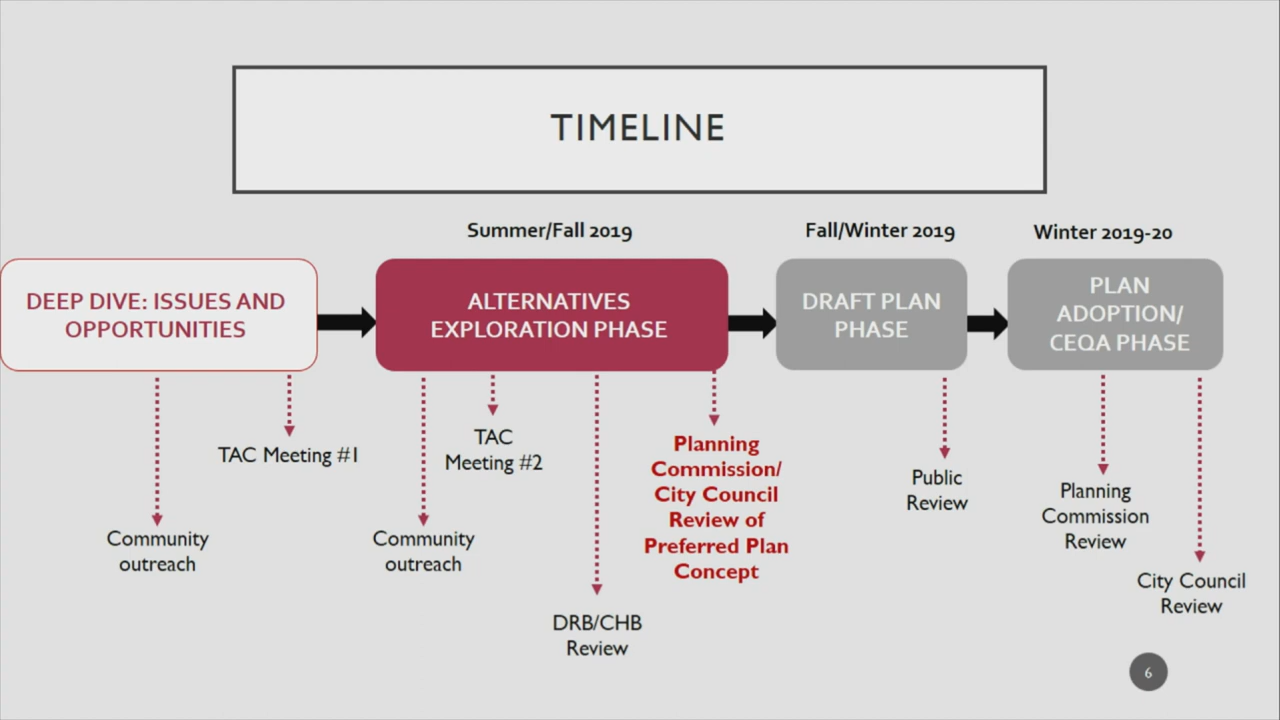 TIMELINE
Summer/Fall 2019
Fall/Winter 2019
Winter 2019-20
DEEP DIVE: ISSUES AND
OPPORTUNITIES
ALTERNATIVES
EXPLORATION PHASE
DRAFT PLAN
PHASE
PLAN
ADOPTION/
CEQA PHASE
TAC Meeting #1
Community
outreach
Community
outreach
TAC
Meeting #2
DRB/CHB
Review
Planning
Commission/
City Council
Review of
Preferred Plan
Concept
Public
Review
Planning
Commission
Review
City Council
Review
6